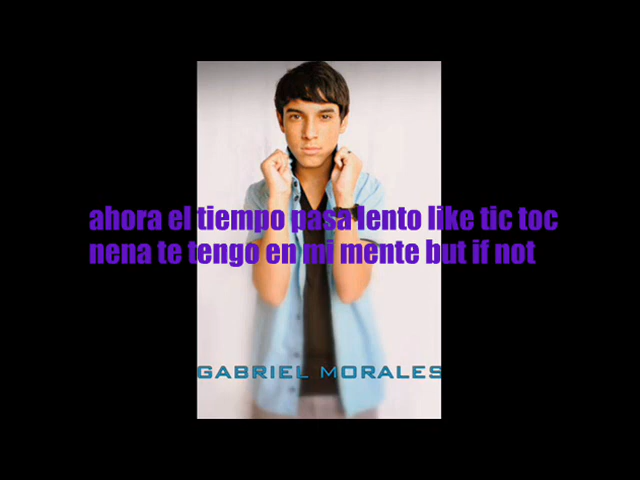 ahora el tiempo pasa lento like tic toc
nena te tengo en mi mente but if not
GABRIEL MORALES